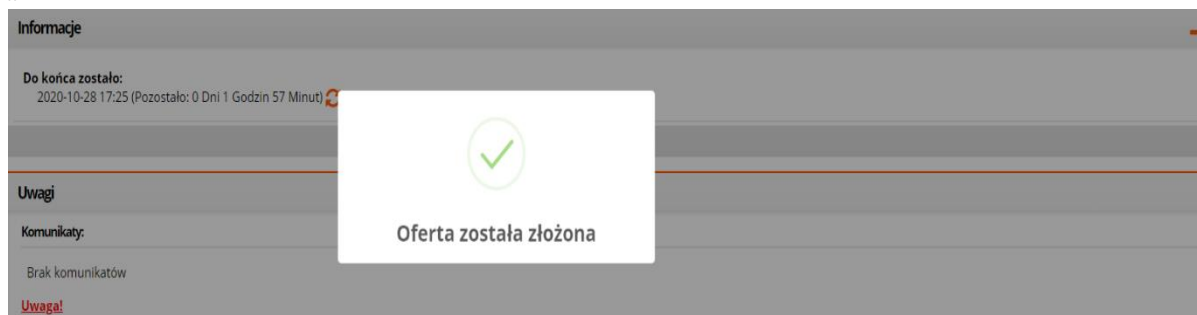 Informacje
Do końca zostało:
2020-10-28 17:25 (Pozostało: 0 Dni 1 Godzin 57 Minut)
Oferta została złożona
Uwagi
Komunikaty:
Brak komunikatów
Uwaga!